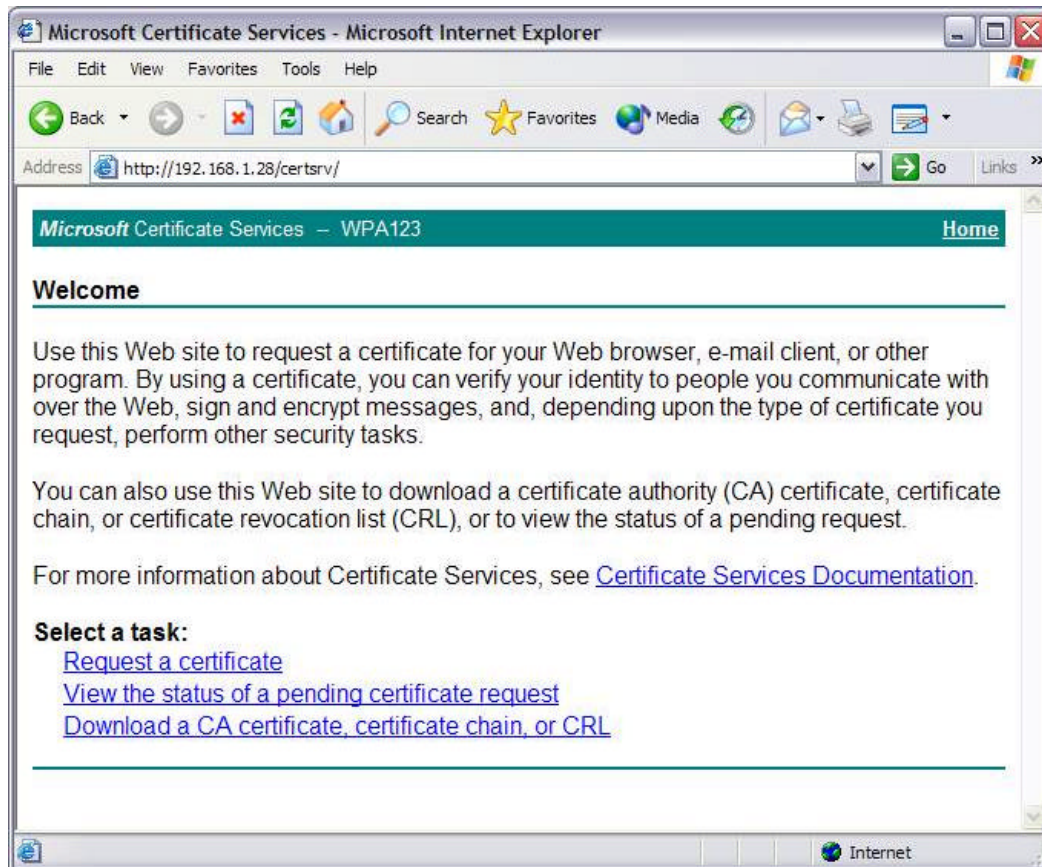 Microsoft Certificate Services - Microsoft Internet Explorer
File Edit View Favorites Tools Help
Back Search Favorites Media
Address http://192.168.1.28/certsrv/ Go Links »
Microsoft Certificate Services -- WPA123 Home
Welcome
Use this Web site to request a certificate for your Web browser, e-mail client, or other
program. By using a certificate, you can verify your identity to people you communicate with
over the Web, sign and encrypt messages, and, depending upon the type of certificate you
request, perform other security tasks.
You can also use this Web site to download a certificate authority (CA) certificate, certificate
chain, or certificate revocation list (CRL), or to view the status of a pending request.
For more information about Certificate Services, see Certificate Services Documentation.
Select a task:
Request a certificate
View the status of a pending certificate request
Download a CA certificate, certificate chain, or CRL
Internet